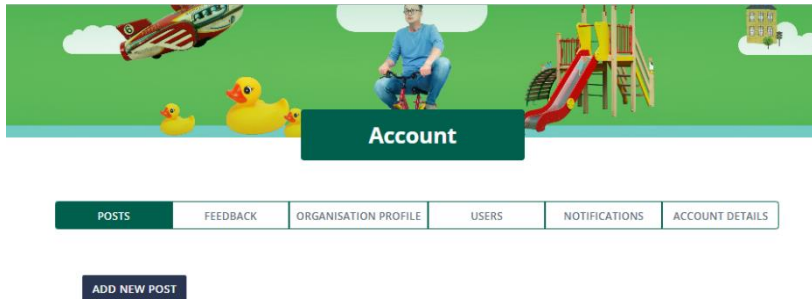 Account
POSTS FEEDBACK ORGANISATION PROFILE USERS NOTIFICATIONS ACCOUNT DETAILS
ADD NEW POST